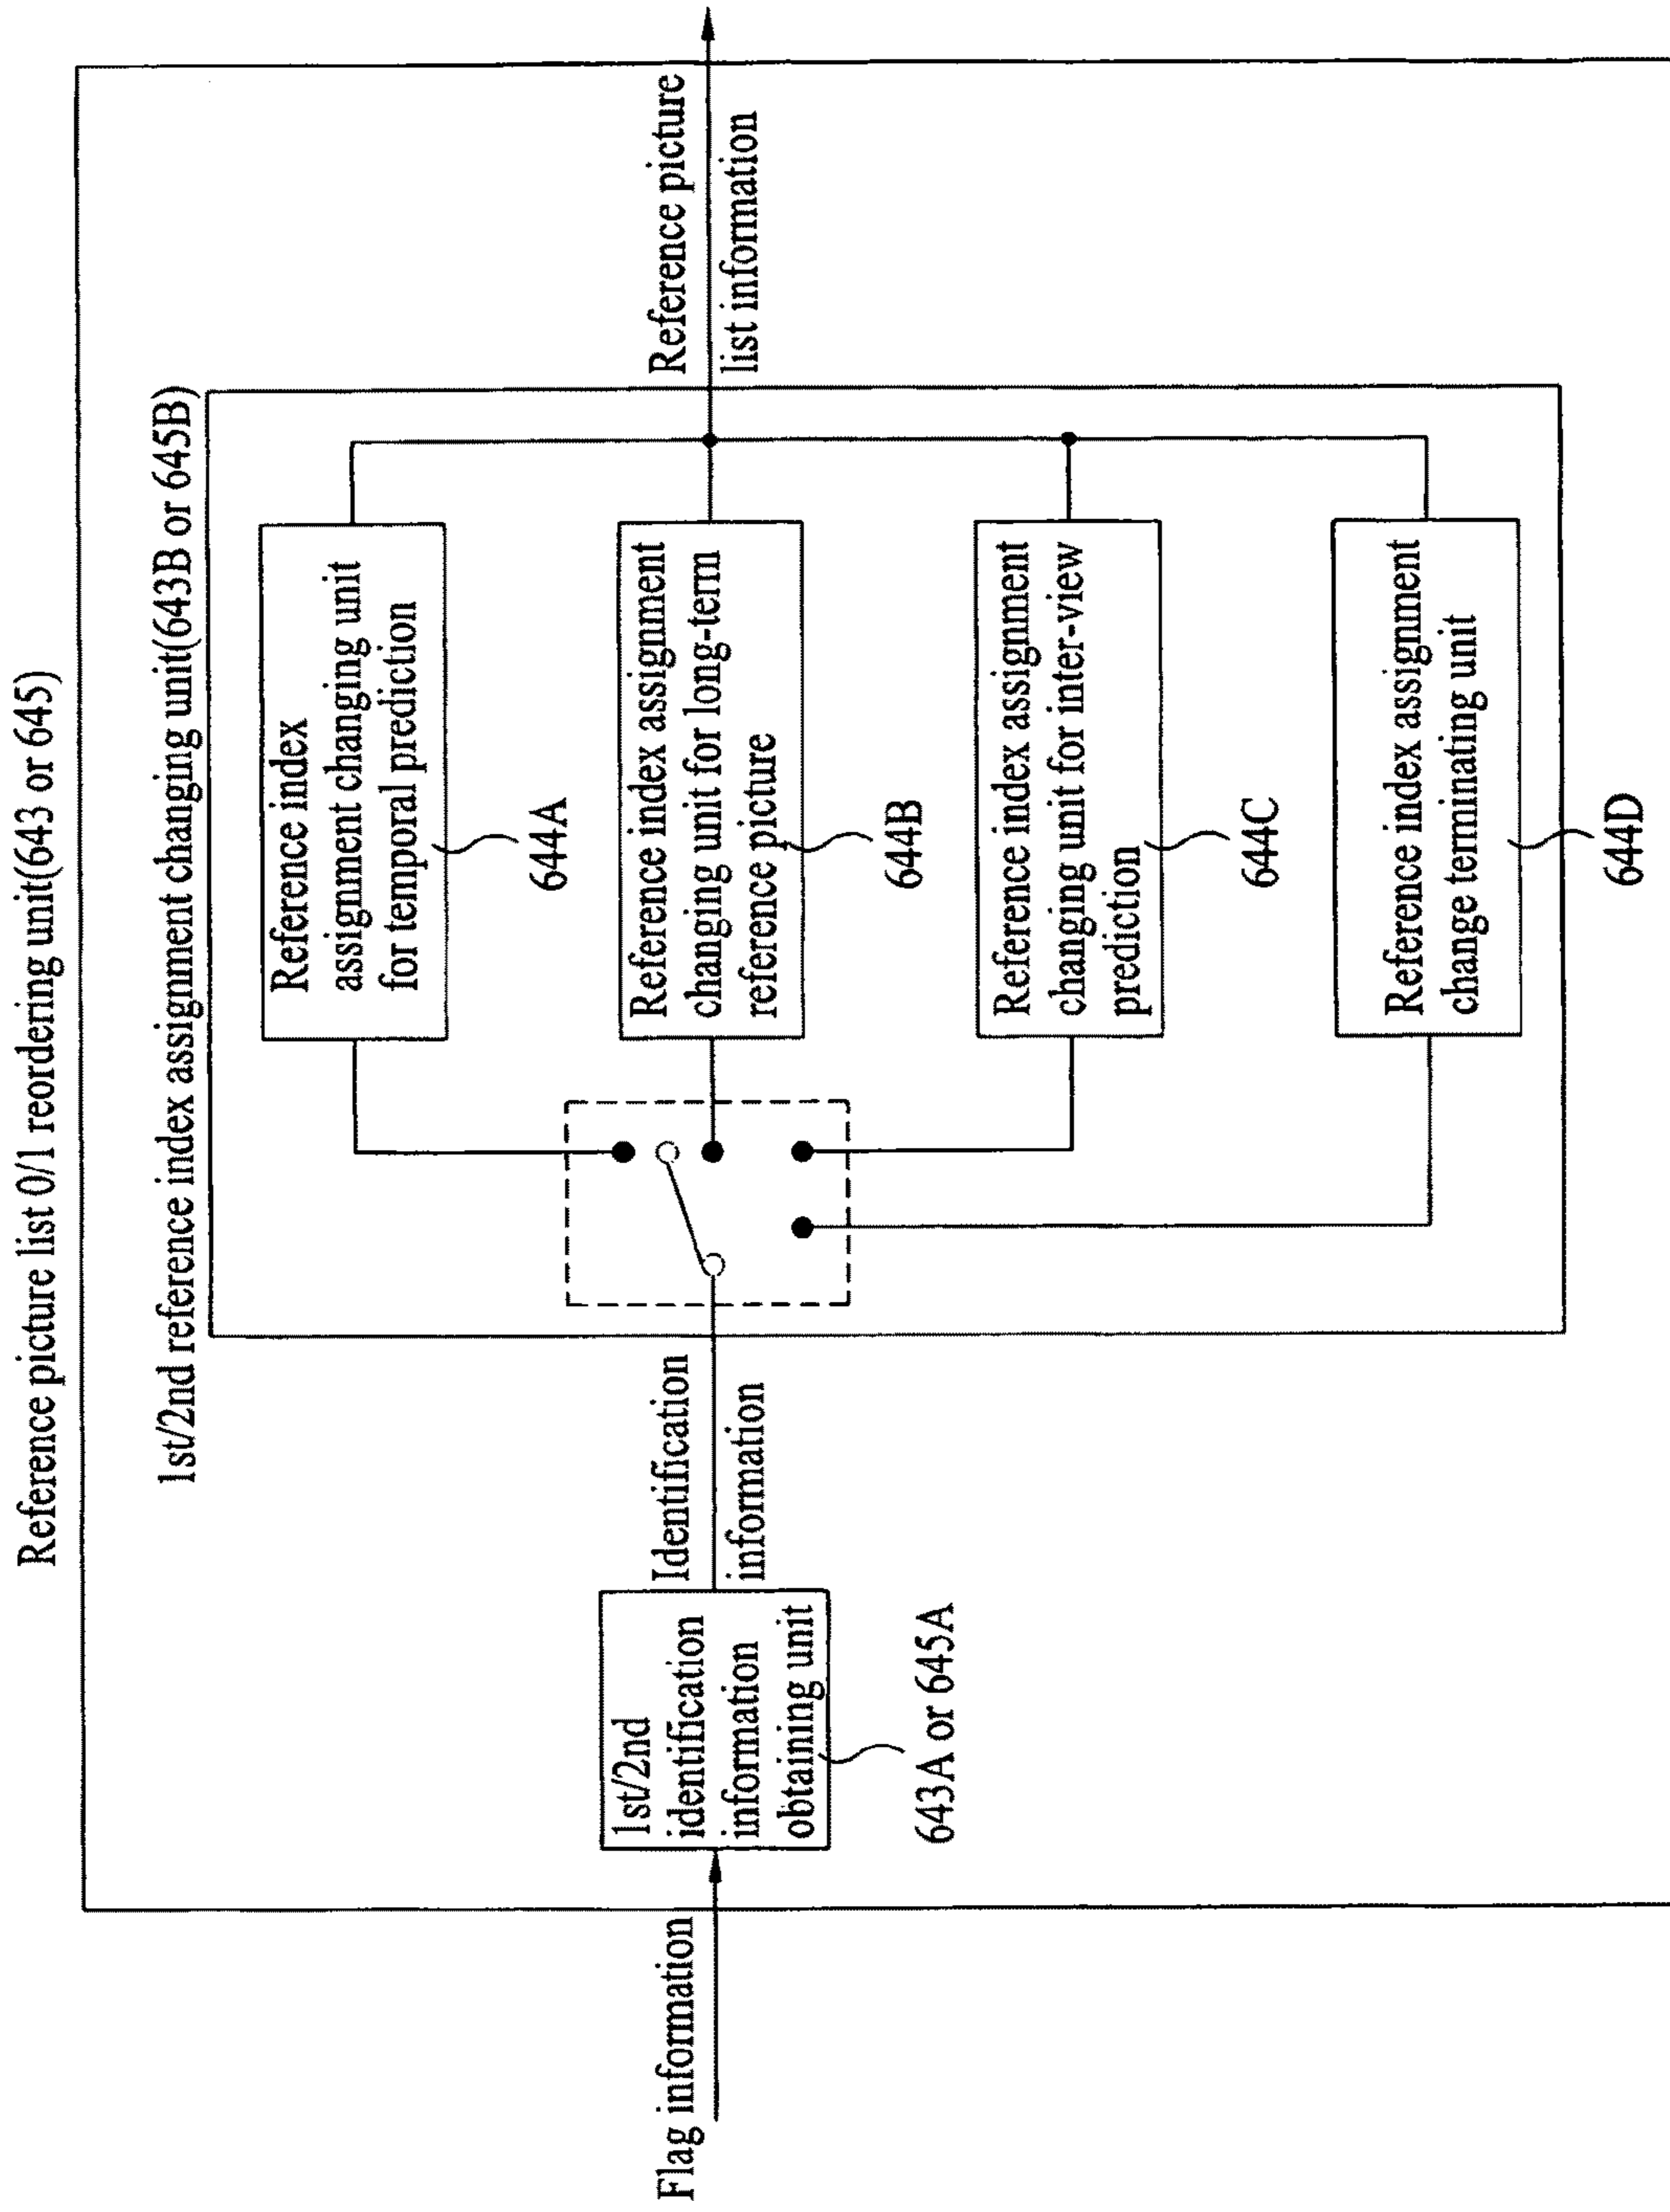 Reference picture list 0/1 reordering unit(643 or 645)
1st/2nd reference index assignment changing unit(643B or 645B)
Flag information
1st/2nd
identification
information
obtaining unit
643A or 645A
Identification
information
Reference index
assignment changing unit
for temporal prediction
644A
Reference index assignment
changing unit for long-term
reference picture
644B
Reference index assignment
changing unit for inter-view
prediction
644C
Reference index assignment
change terminating unit
644D
Reference picture
list information